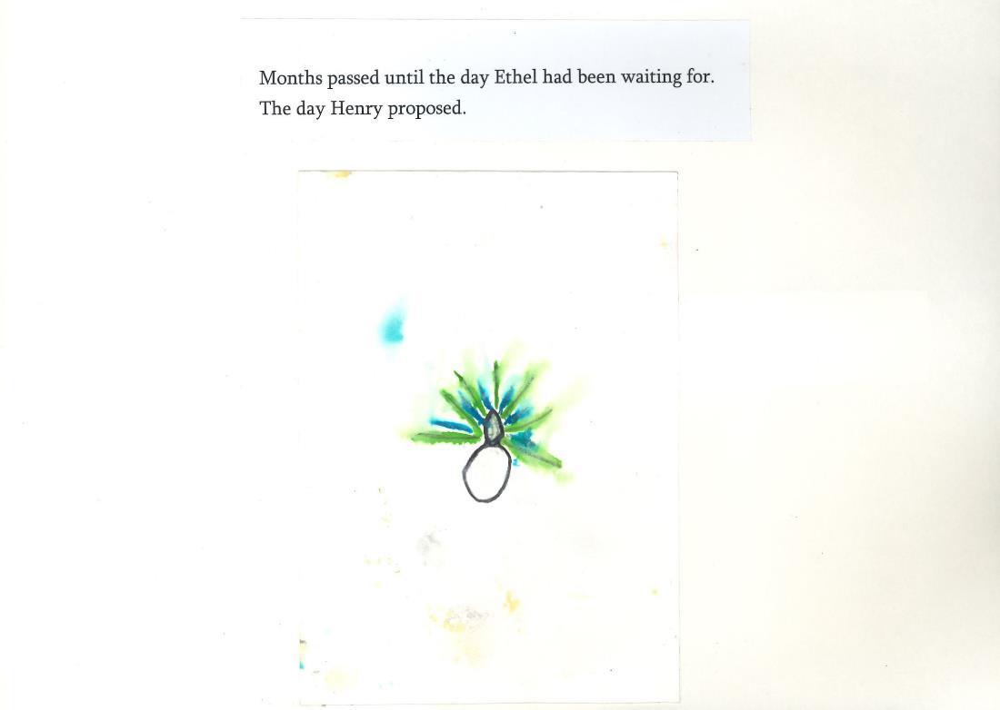 Months passed until the day Ethel had been waiting for.
The day Henry proposed.